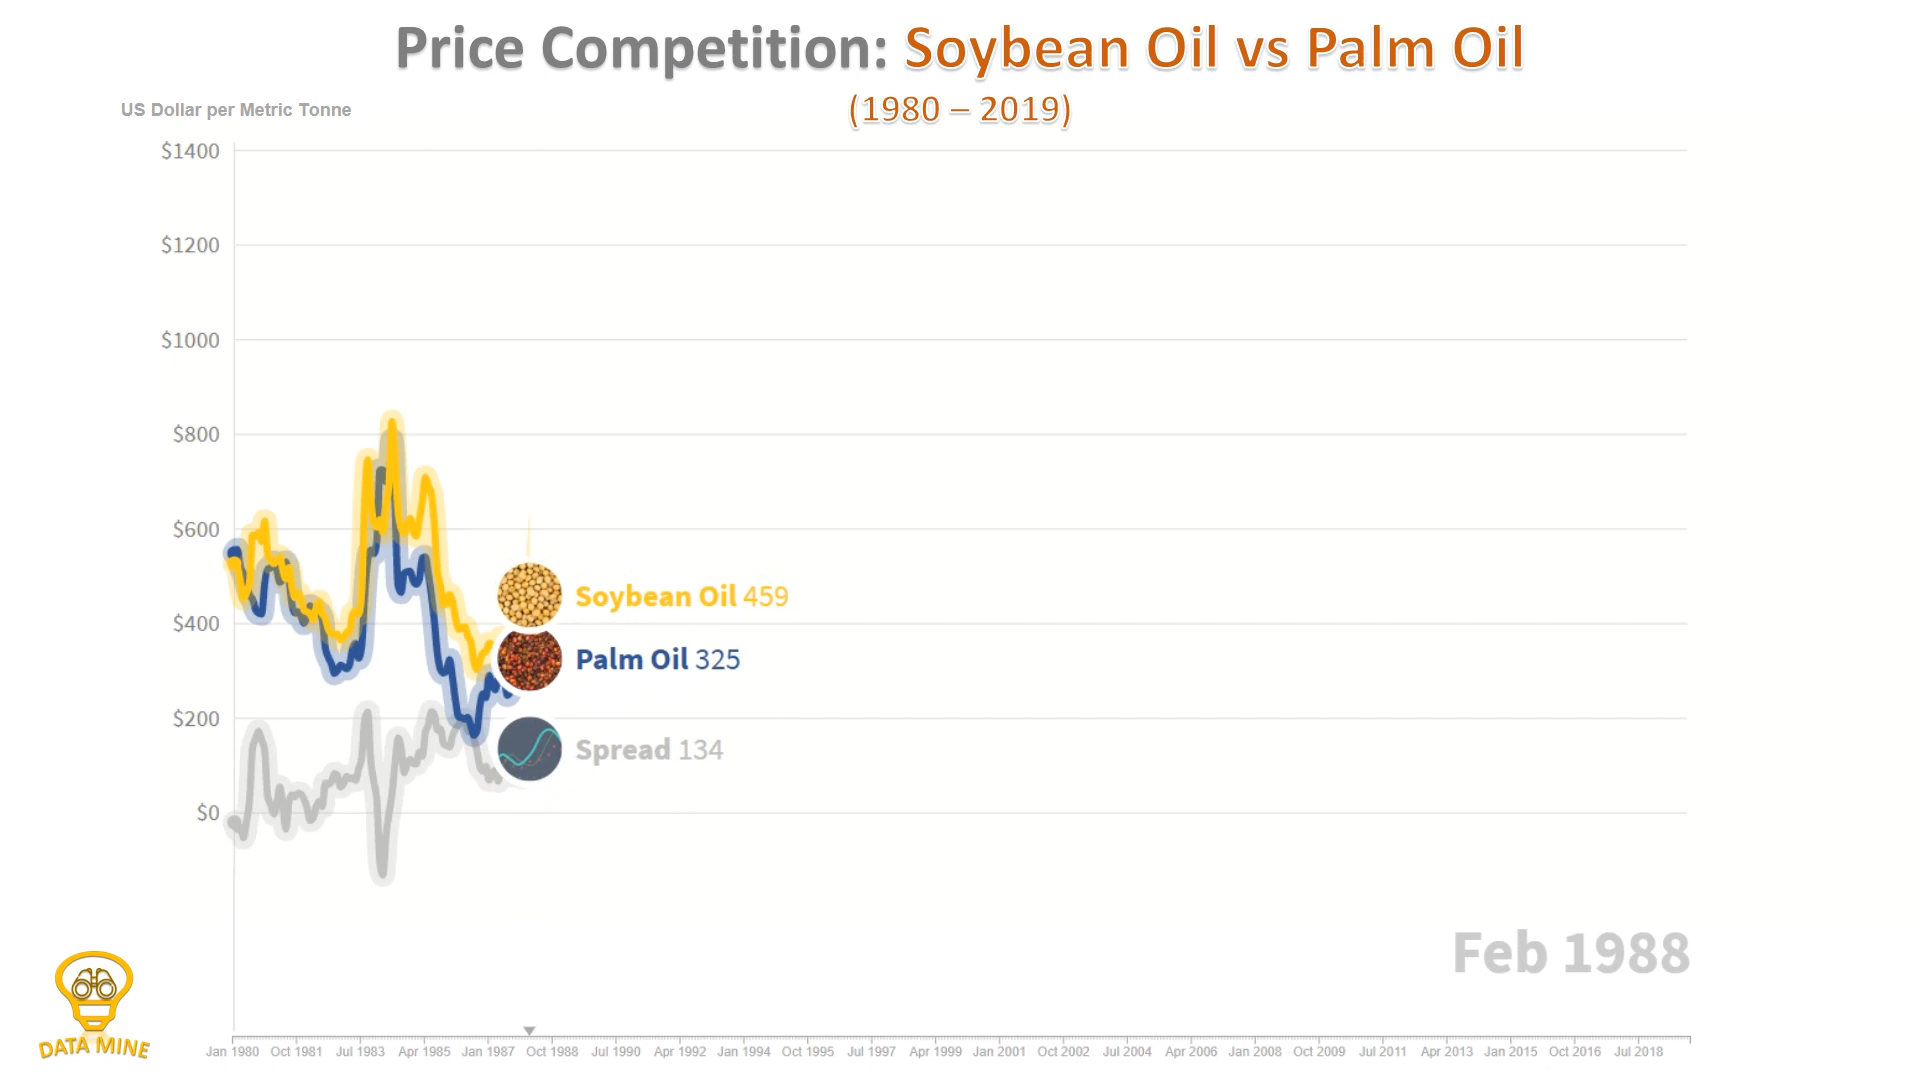 Price Competition: Soybean Oil vs Palm Oil
(1980 – 2019)
US Dollar per Metric Tonne
$1400
$1200
$1000
$800
$600
$400
$200
$0
Soybean Oil 459
Palm Oil 325
Spread 134
Feb 1988
DATA MINE
Jan 1980 Oct 1981 Jul 1983 Apr 1985 Jan 1987 Oct 1988 Jul 1990 Apr 1992 Jan 1994 Oct 1995 Jul 1997 Apr 1999 Jan 2001 Oct 2002 Jul 2004 Apr 2006 Jan 2008 Oct 2009 Jul 2011 Apr 2013 Jan 2015 Oct 2016 Jul 2018